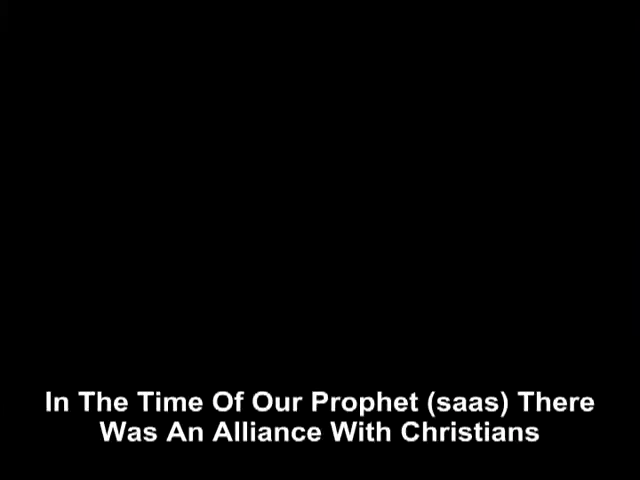 In The Time Of Our Prophet (saas) There
Was An Alliance With Christians